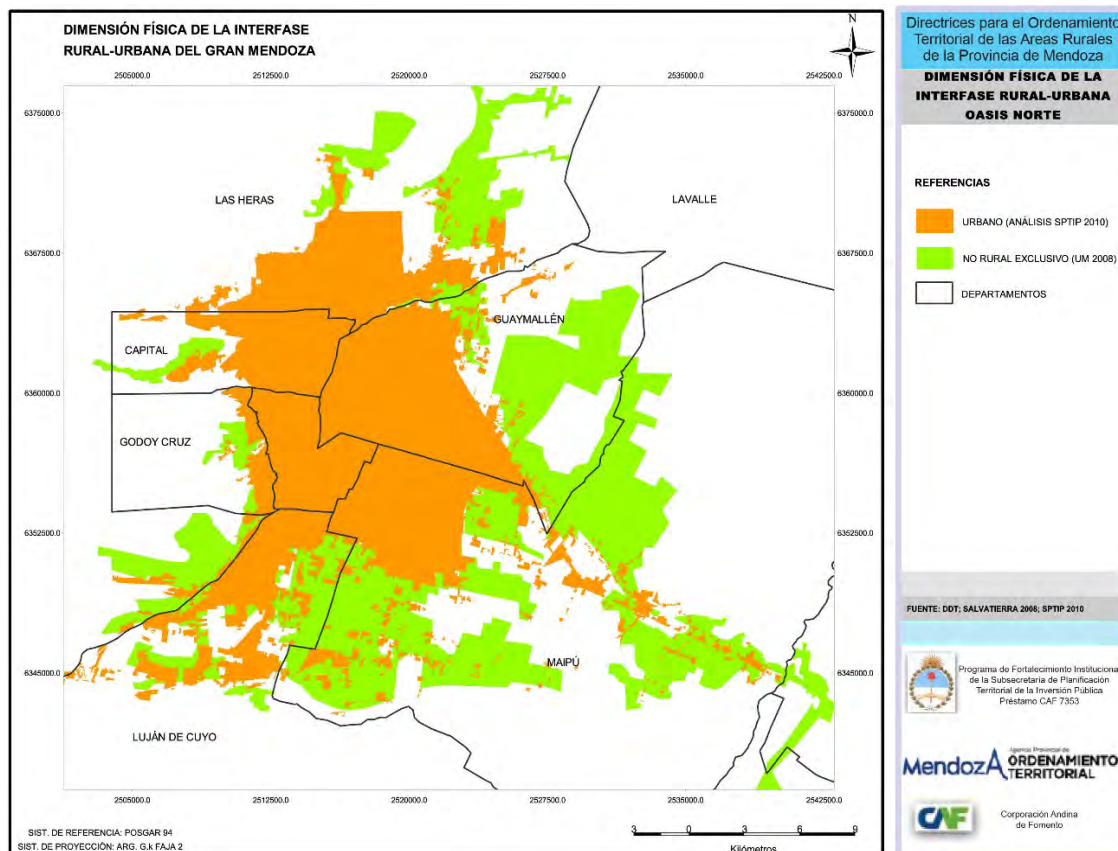 DIMENSIÓN FÍSICA DE LA INTERFASE
RURAL-URBANA DEL GRAN MENDOZA
N
2505000.0 2512500.0 2520000.0 2527500.0 2535000.0 2542500.0
6375000.0 6375000.0
LAS HERAS
LAVALLE
6367500.0 6367500.0
GUAYMALLÉN
CAPITAL
6360000.0 6360000.0
GODOY CRUZ
6352500.0 6352500.0
MAIPÚ
6345000.0 6345000.0
LUJÁN DE CUYO
2505000.0 2512500.0 2520000.0 2527500.0 2535000.0 2542500.0
SIST. DE REFERENCIA: POSGAR 94
SIST. DE PROYECCIÓN: ARG. G.k FAJA 2
3 0 3 6 9
Kilómetros
Directrices para el Ordenamiento
Territorial de las Areas Rurales
de la Provincia de Mendoza
DIMENSIÓN FÍSICA DE LA
INTERFASE RURAL-URBANA
OASIS NORTE
REFERENCIAS
URBANO (ANÁLISIS SPTIP 2010)
NO RURAL EXCLUSIVO (UM 2008)
DEPARTAMENTOS
FUENTE: DDT; SALVATIERRA 2008; SPTIP 2010
Programa de Fortalecimiento Instituciona
de la Subsecretaria de Planificación
Territorial de la Inversión Pública
Préstamo CAF 7353
Agencia Provincial de
MendozA ORDENAMIENTO
TERRITORIAL
CAF
Corporación Andina
de Fomento